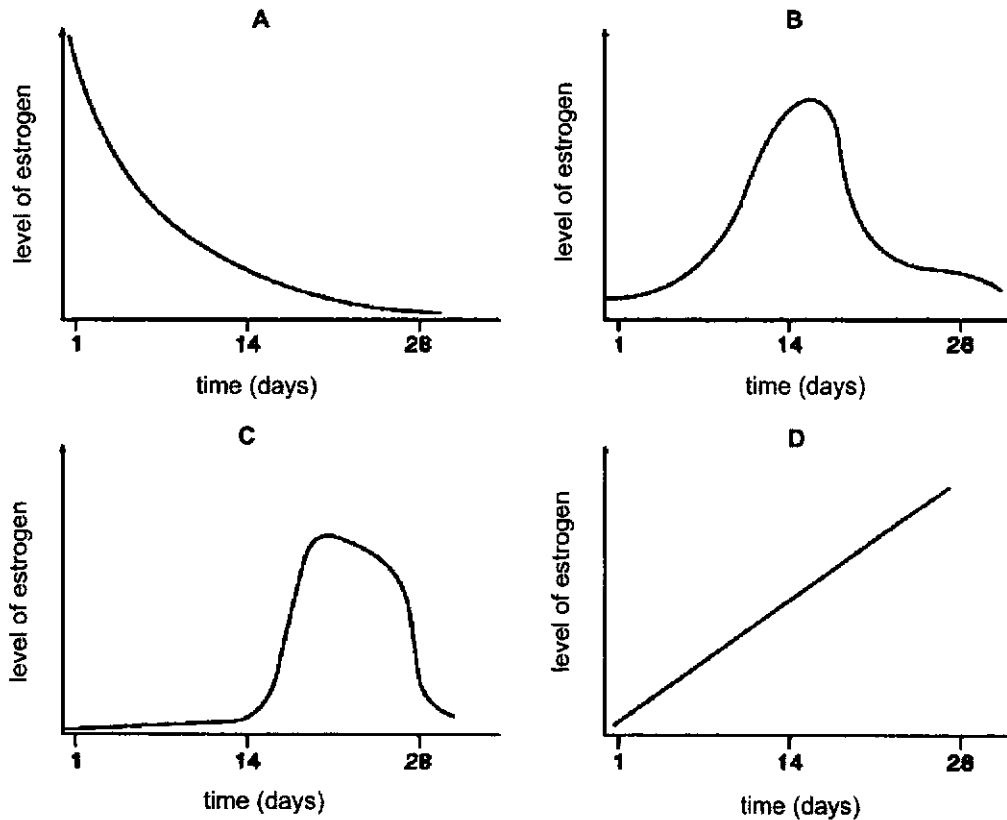 A
level of estrogen
1 14 28
time (days)
B
level of estrogen
1 14 28
time (days)
C
level of estrogen
1 14 28
time (days)
D
level of estrogen
1 14 28
time (days)